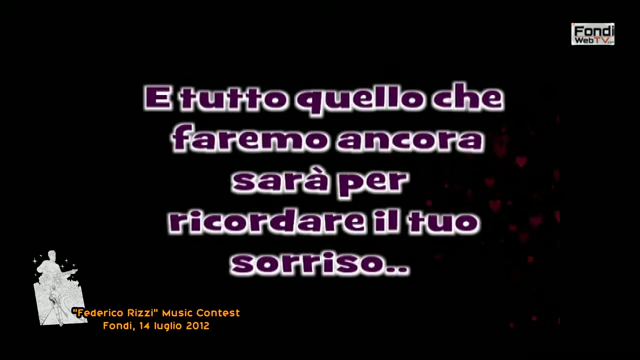 Fondi
WebTV
E tutto quello che
faremo ancora
sarà per
ricordare il tuo
sorriso..
"Federico Rizzi" Music Contest
Fondi, 14 luglio 2012